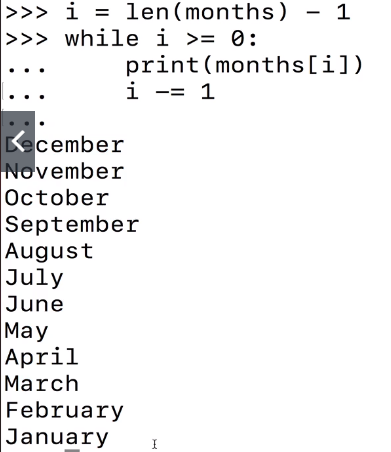 >>> i = len(months) - 1
>>> while i >= 0:
...     print(months[i])
...     i -= 1
...
December
November
October
September
August
July
June
May
April
March
February
January